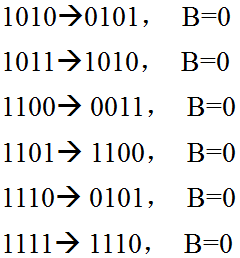 1010→0101， B=0
1011→1010， B=0
1100→ 0011， B=0
1101→ 1100， B=0
1110→ 0101， B=0
1111→ 1110， B=0